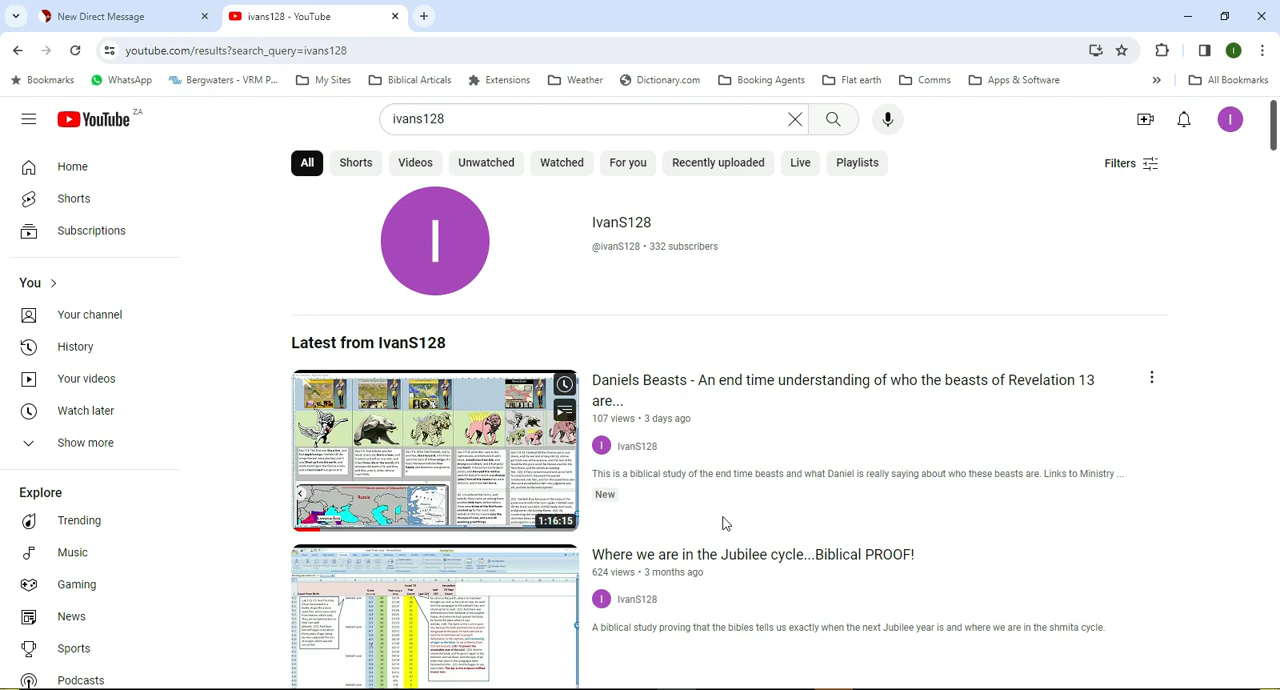 New Direct Message
ivans128 - YouTube
youtube.com/results?search_query=ivans128
I
Bookmarks
WhatsApp
Bergwaters - VRM P...
My Sites
Biblical Articals
Extensions
Weather
Dictionary.com
Booking Agents
Flat earth
Comms
Apps & Software
»
All Bookmarks
YouTube ZA
ivans128
I
Home
Shorts
Subscriptions
You
Your channel
History
Your videos
Watch later
Show more
Explore
Trending
Music
Gaming
News
Sports
Podcasts
All
Shorts
Videos
Unwatched
Watched
For you
Recently uploaded
Live
Playlists
Filters
I
IvanS128
@ivanS128 • 332 subscribers
Latest from IvanS128
Russia
1:16:15
Daniels Beasts - An end time understanding of who the beasts of Revelation 13
are...
107 views • 3 days ago
I
IvanS128
This is a biblical study of the end time beasts and what Daniel is really saying about who these beasts are. Links to Ministry ...
New
Where we are in the Jubilee cycle...Biblical PROOF!
624 views
months ago
I
IvanS128
A biblical study proving that the bible tells us exactly when the next Jubilee year is and where we are in the shmita cycle.